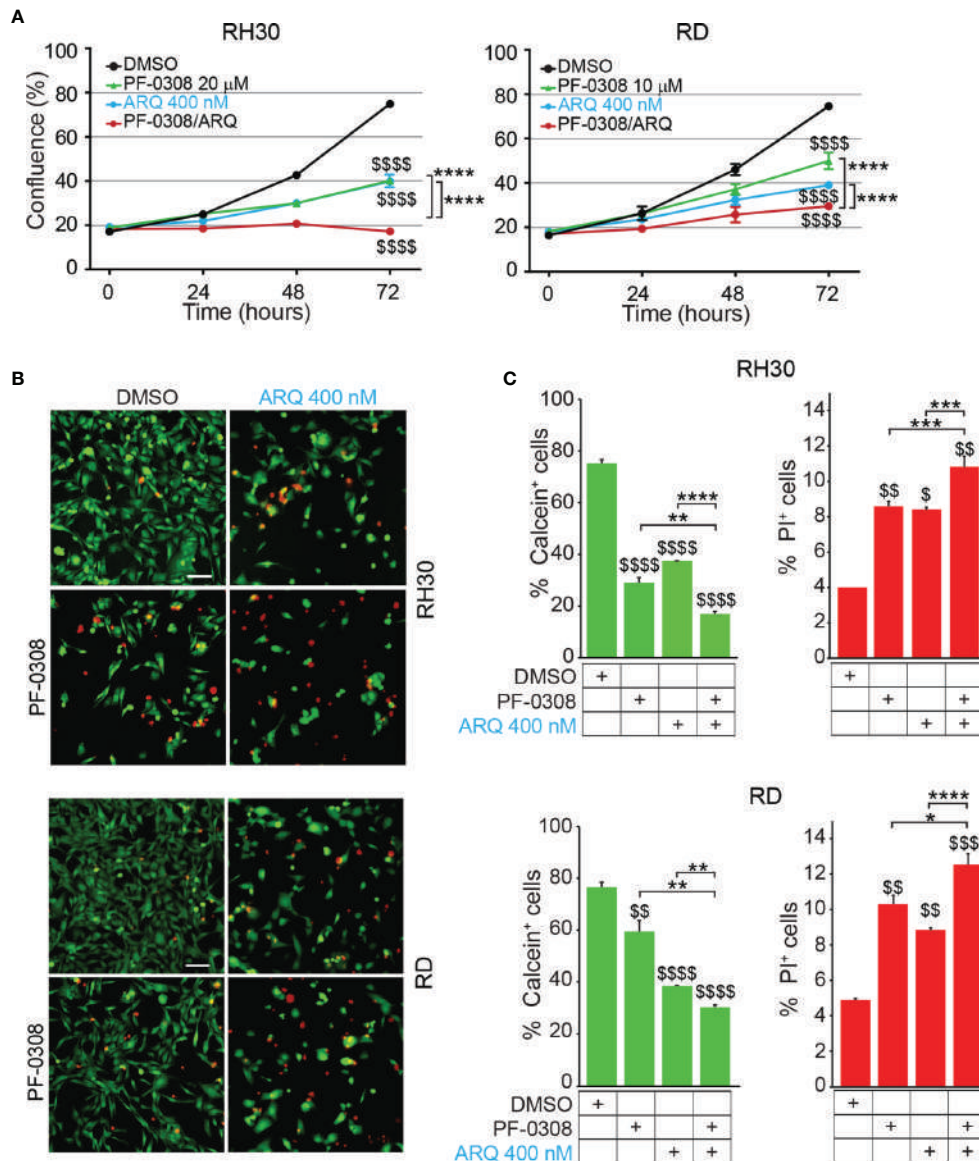 A
RH30
Confluence (%)
100
80
60
40
20
0
DMSO
PF-0308 20 µM
ARQ 400 nM
PF-0308/ARQ
$$$$
$$$$
$$$$
****
****
0
24
48
72
Time (hours)
RD
100
80
60
40
20
0
DMSO
PF-0308 10 µM
ARQ 400 nM
PF-0308/ARQ
$$$$
$$$$
$$$$
****
****
0
24
48
72
Time (hours)
B
DMSO
ARQ 400 nM
PF-0308
RH30
PF-0308
RD
C
RH30
% Calcein⁺ cells
100
80
60
40
20
0
****
**
$$$$
$$$$
$$$$
DMSO + 
PF-0308 + +
ARQ 400 nM + +
% PI⁺ cells
14
12
10
8
6
4
2
0
***
***
$$
$
$$
+
+ +
+ +
RD
% Calcein⁺ cells
100
80
60
40
20
0
**
**
$$
$$$$
$$$$
DMSO +
PF-0308 + +
ARQ 400 nM + +
% PI⁺ cells
14
12
10
8
6
4
2
0
****
*
$$
$$
$$$
+
+ +
+ +